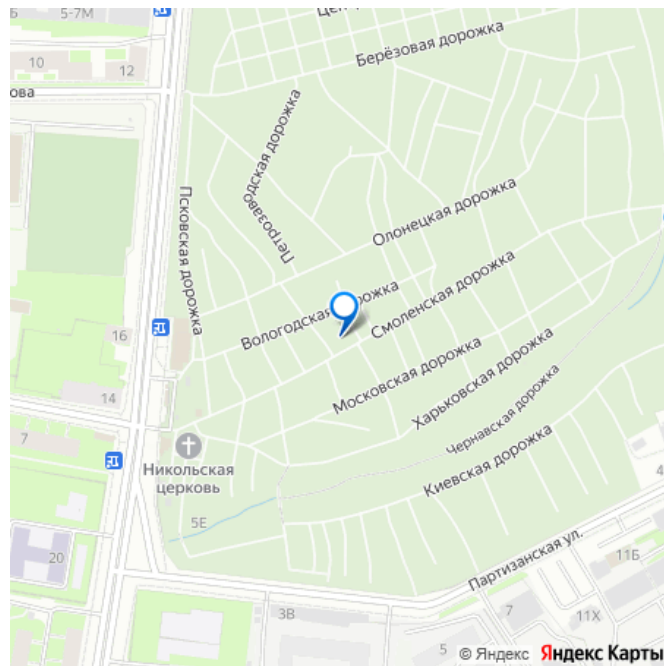 Б
5-7М
Цен
10
12
Берёзовая дорожка
ова
Петрозаводская дорожка
Псковская дорожка
Олонецкая дорожка
Вологодская дорожка
Смоленская дорожка
16
14
Московская дорожка
Харьковская дорожка
7
Чернавская дорожка
Никольская
церковь
Киевская дорожка
4
5Е
20
Партизанская ул.
11Б
3В
7
11Х
5
© Яндекс Яндекс Карты